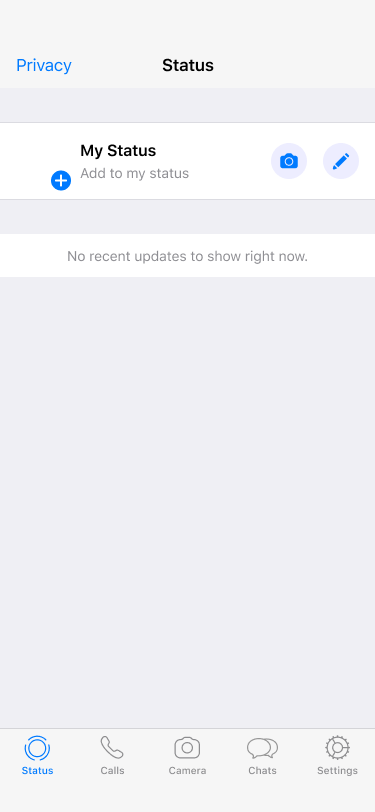 Privacy
Status
My Status
Add to my status
No recent updates to show right now.
Status
Calls
Camera
Chats
Settings